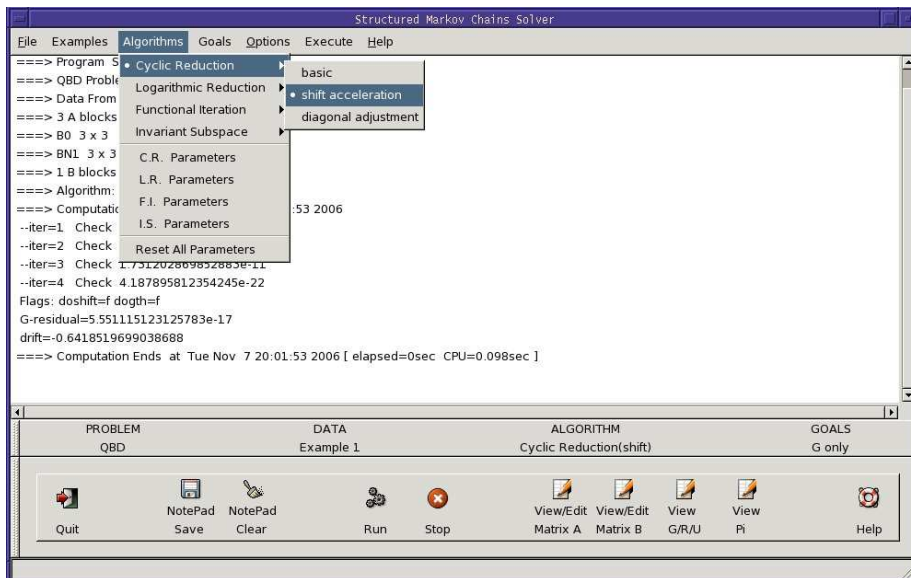 Structured Markov Chains Solver
File Examples Algorithms Goals Options Execute Help
===> Program S
===> QBD Proble
===> Data From
===> 3 A blocks
===> B0 3 x 3
===> BN1 3 x 3
===> 1 B blocks
===> Algorithm:
===> Computatio :53 2006
--iter=1 Check
--iter=2 Check
--iter=3 Check 1.731202869852883e-11
--iter=4 Check 4.187895812354245e-22
Flags: doshift=f dogth=f
G-residual=5.551115123125783e-17
drift=-0.6418519699038688
===> Computation Ends at Tue Nov 7 20:01:53 2006 [ elapsed=0sec CPU=0.098sec ]
• Cyclic Reduction
Logarithmic Reduction
Functional Iteration
Invariant Subspace
C.R. Parameters
L.R. Parameters
F.I. Parameters
I.S. Parameters
Reset All Parameters
basic
• shift acceleration
diagonal adjustment
PROBLEM DATA ALGORITHM GOALS
QBD Example 1 Cyclic Reduction(shift) G only
NotePad NotePad View/Edit View/Edit View View
Quit Save Clear Run Stop Matrix A Matrix B G/R/U Pi Help